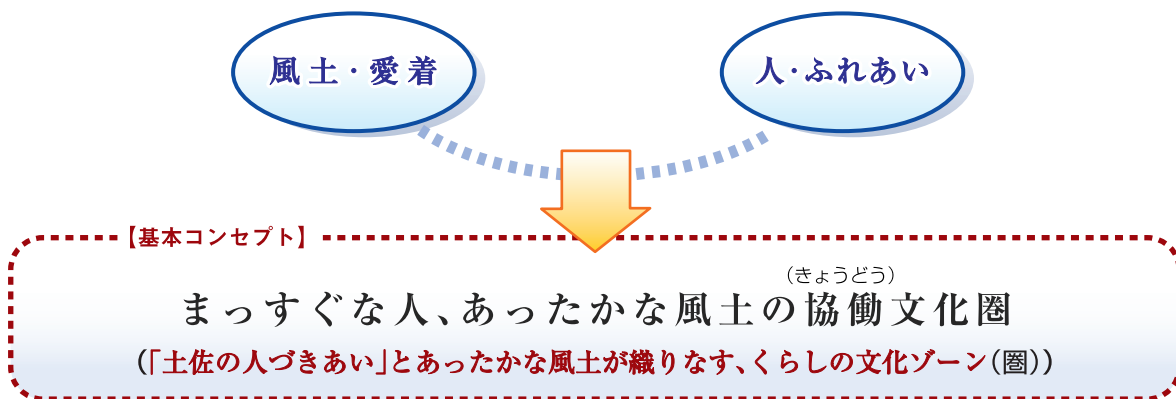 風土・愛着
人・ふれあい
【基本コンセプト】
（きょうどう）
まっすぐな人、あったかな風土の協働文化圏
（「土佐の人づきあい」とあったかな風土が織りなす、くらしの文化ゾーン（圏））